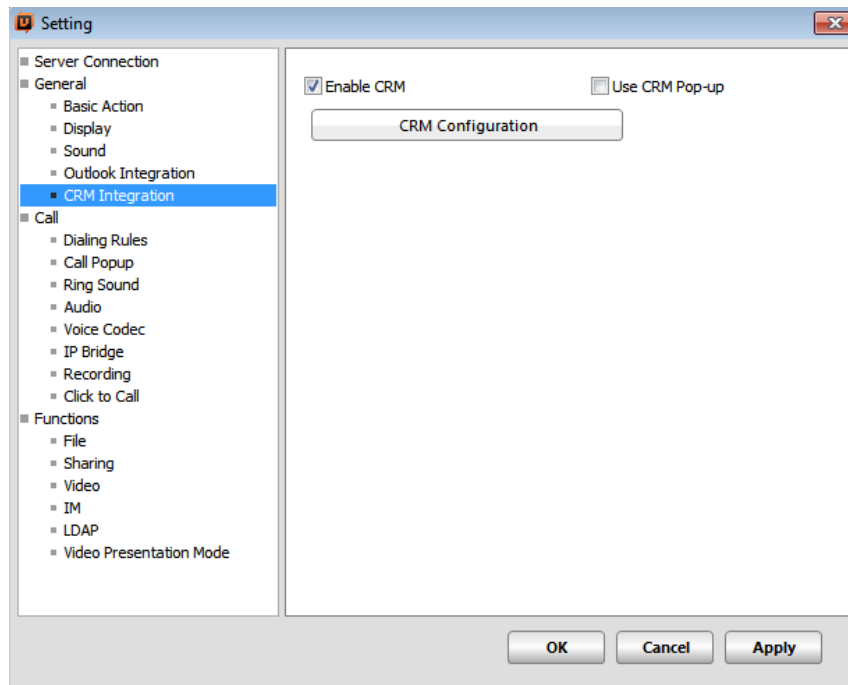 Setting
Server Connection
General
Basic Action
Display
Sound
Outlook Integration
CRM Integration
Call
Dialing Rules
Call Popup
Ring Sound
Audio
Voice Codec
IP Bridge
Recording
Click to Call
Functions
File
Sharing
Video
IM
LDAP
Video Presentation Mode
Enable CRM
Use CRM Pop-up
CRM Configuration
OK
Cancel
Apply